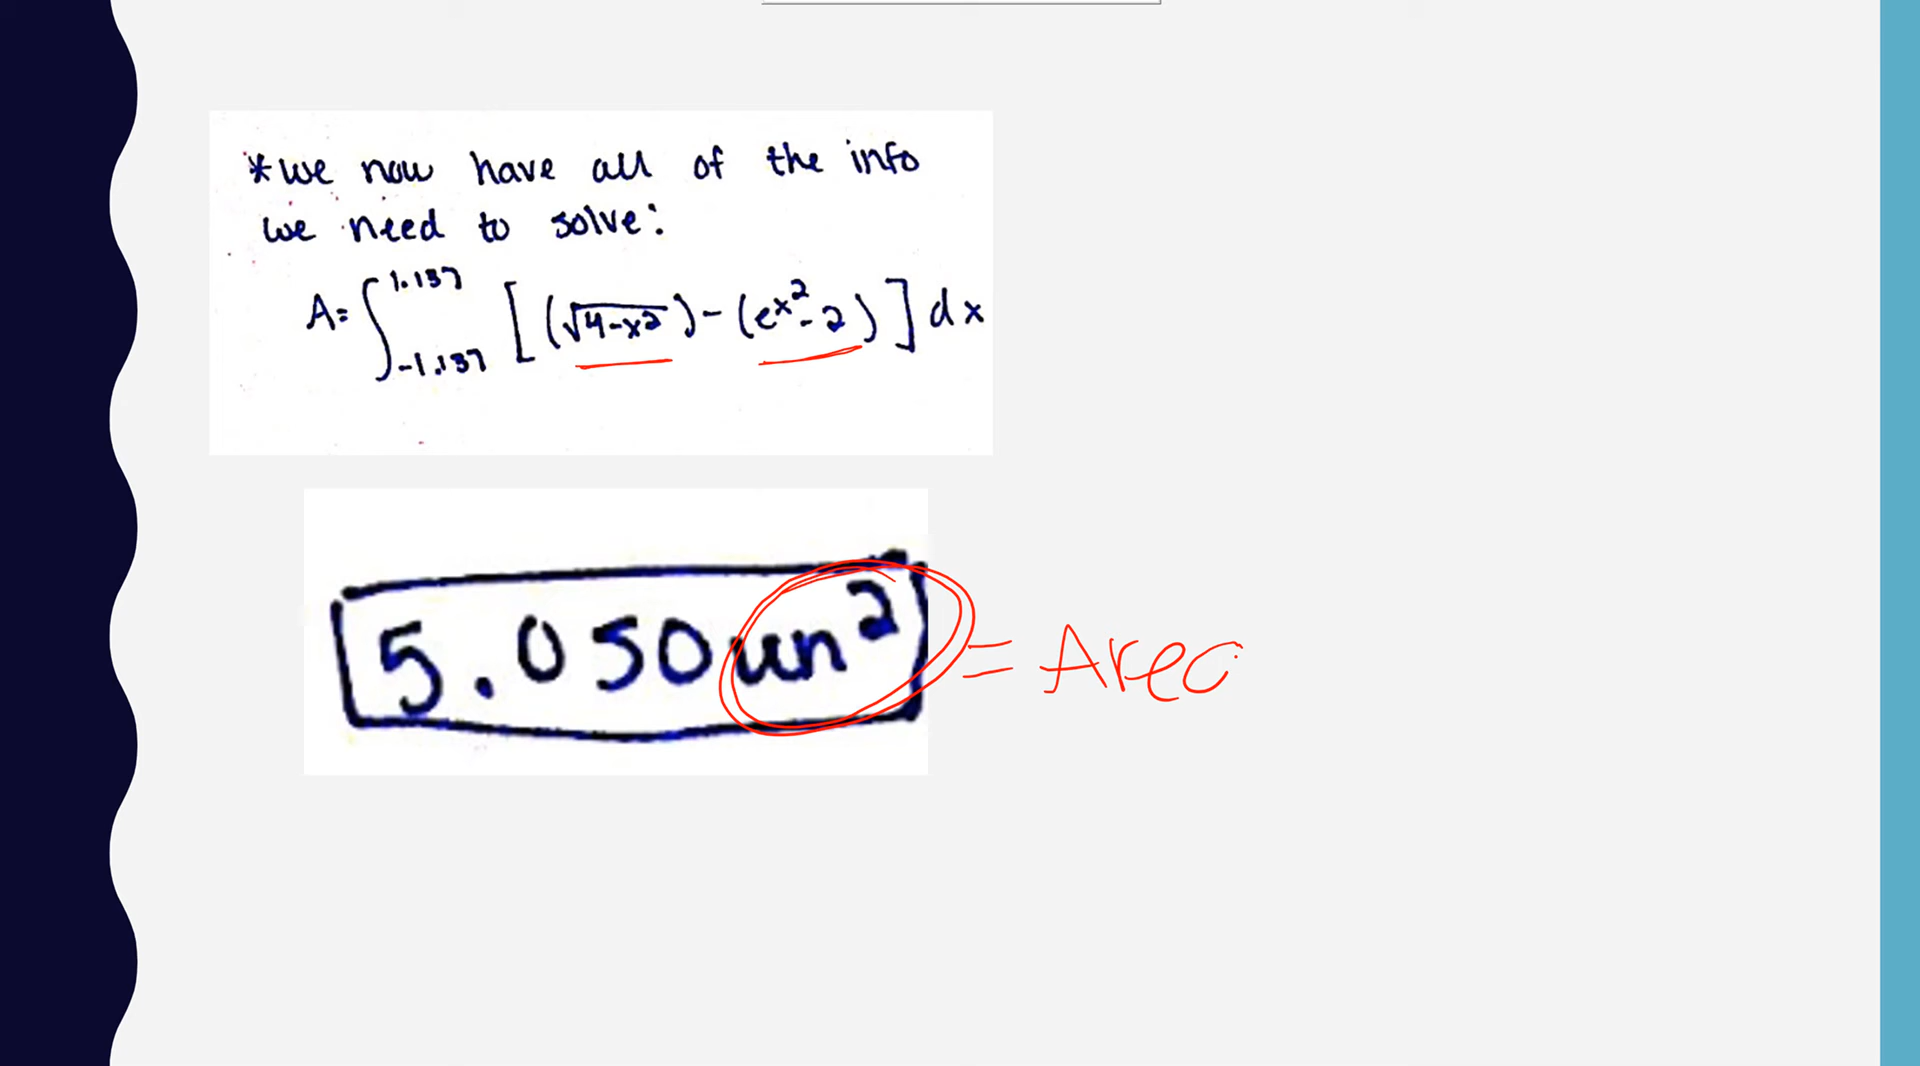 *we now have all of the info
we need to solve:
A= ∫_{-1.137}^{1.137} [(√(4-x²)) - (e^{x²} - 2)] dx
5.050 un² = Area